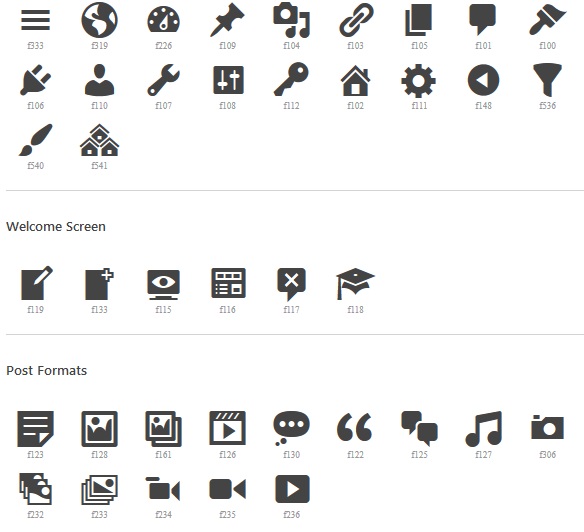 f333 f319 f226 f109 f104 f103 f105 f101 f100
f106 f110 f107 f108 f112 f102 f111 f148 f536
f540 f541
Welcome Screen
f119 f133 f115 f116 f117 f118
Post Formats
f123 f128 f161 f126 f130 f122 f125 f127 f306
f232 f233 f234 f235 f236